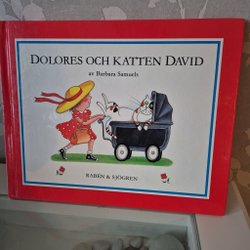 DOLORES OCH KATTEN DAVID
av Barbara Samuels
RABÉN & SJÖGREN